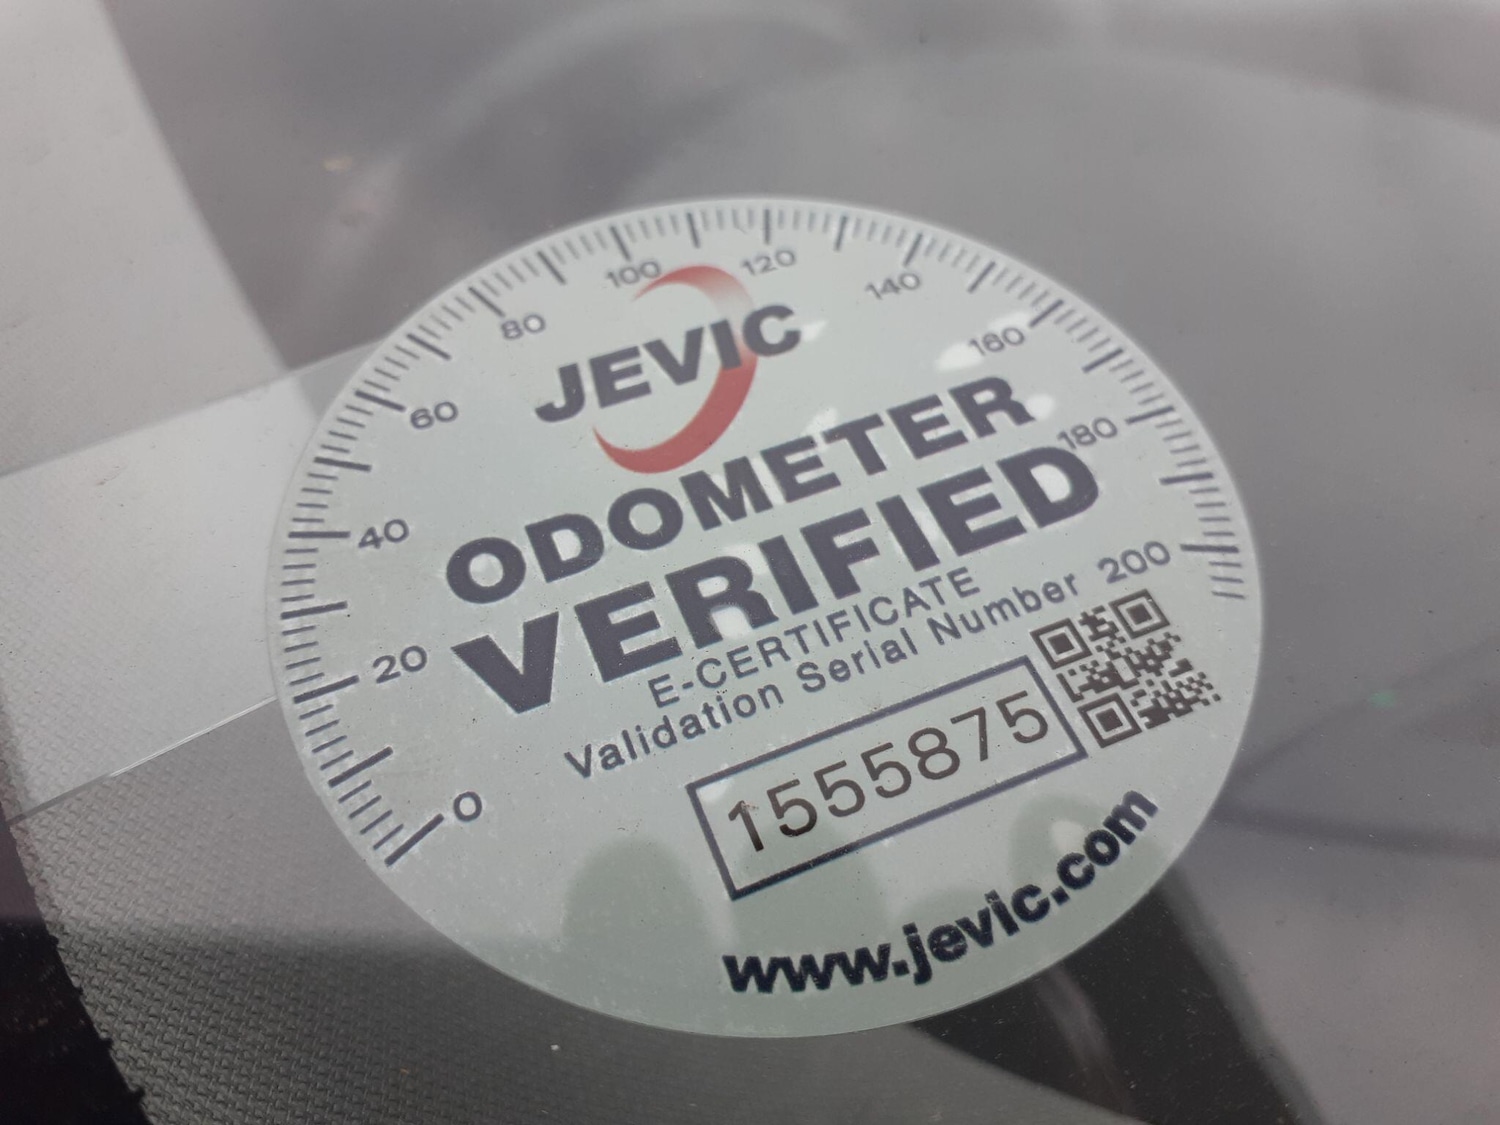 0
20
40
60
80
100
120
140
160
180
200
JEVIC
ODOMETER
VERIFIED
E-CERTIFICATE
Validation Serial Number
1555875
www.jevic.com